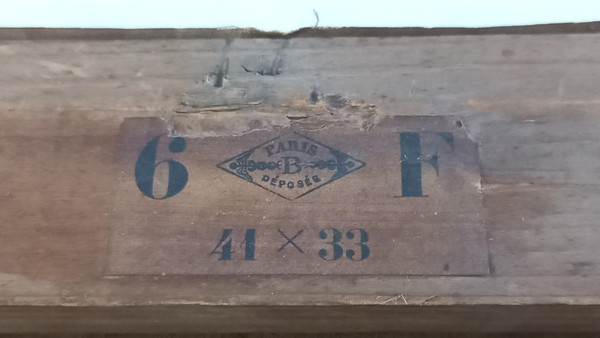 6 PARIS F
B
DÉPOSÉE
41 × 33